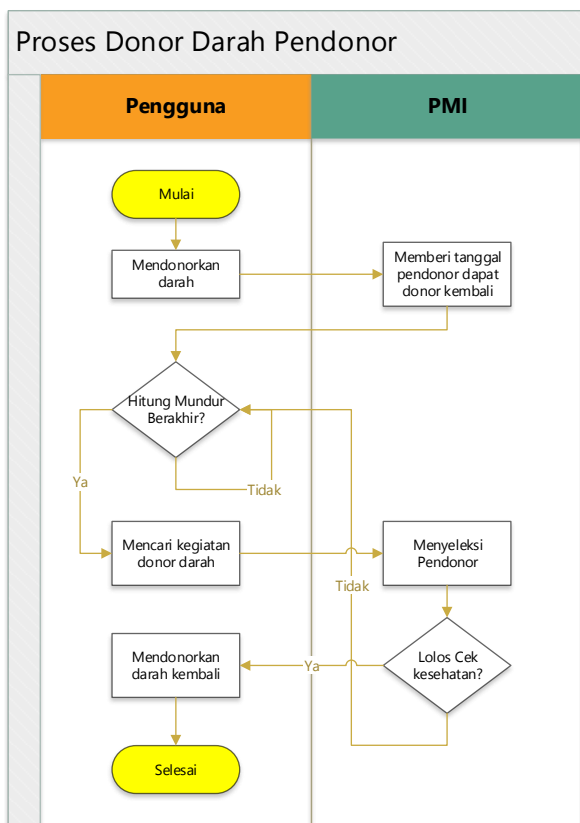 Proses Donor Darah Pendonor
Pengguna
PMI
Mulai
Mendonorkan
darah
Memberi tanggal
pendonor dapat
donor kembali
Hitung Mundur
Berakhir?
Tidak
Ya
Mencari kegiatan
donor darah
Menyeleksi
Pendonor
Tidak
Mendonorkan
darah kembali
Ya
Lolos Cek
kesehatan?
Selesai